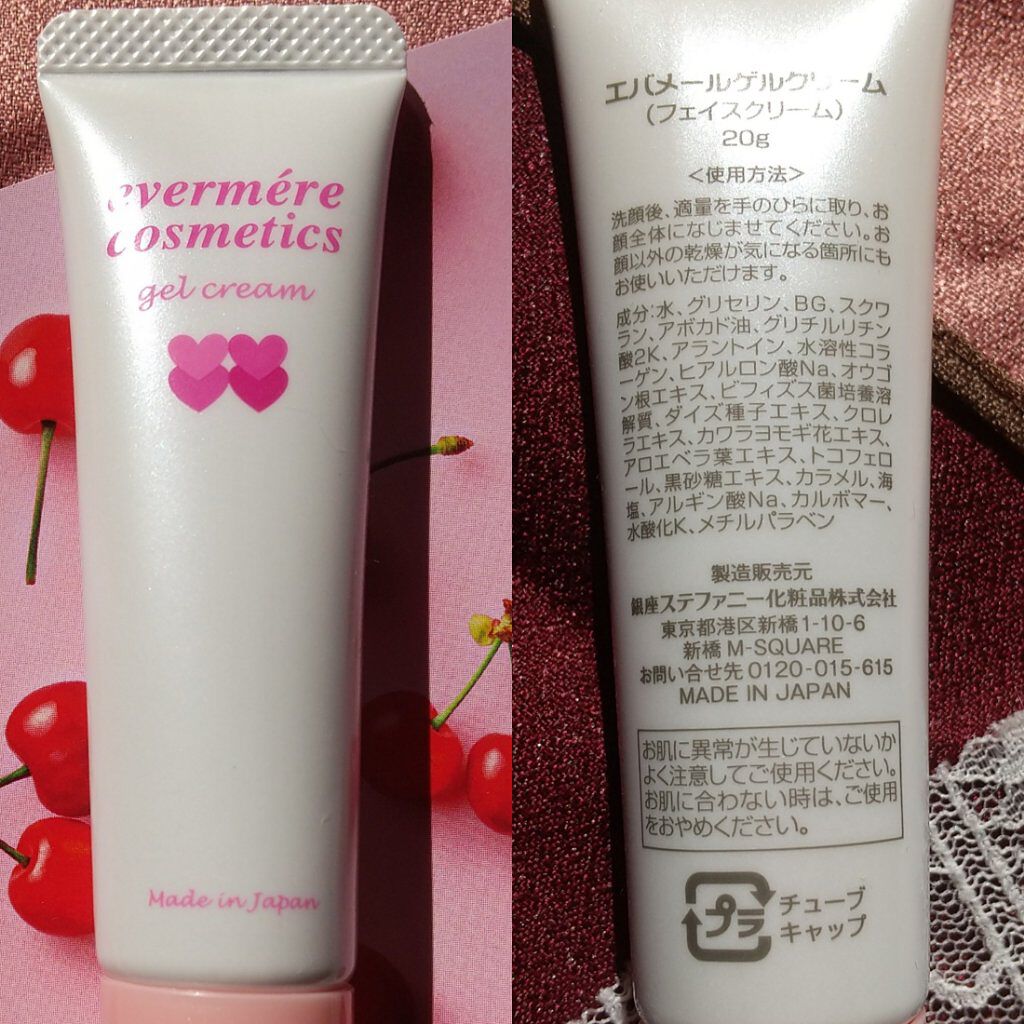 evermére
cosmetics
gel cream
Made in Japan
エバメールゲルクリーム
(フェイスクリーム)
20g
<使用方法>
洗顔後、適量を手のひらに取り、お
顔全体になじませてください。お
顔以外の乾燥が気になる箇所にも
お使いいただけます。
成分:水、グリセリン、BG、スクワ
ラン、アボカド油、グリチルリチン
酸2K、アラントイン、水溶性コラ
ーゲン、ヒアルロン酸Na、オウゴ
ン根エキス、ビフィズス菌培養溶
解質、ダイズ種子エキス、クロレ
ラエキス、カワラヨモギ花エキス、
アロエベラ葉エキス、トコフェロ
ール、黒砂糖エキス、カラメル、海
塩、アルギン酸Na、カルボマー、
水酸化K、メチルパラベン
製造販売元
銀座ステファニー化粧品株式会社
東京都港区新橋1-10-6
新橋 M-SQUARE
お問い合せ先 0120-015-615
MADE IN JAPAN
お肌に異常が生じていないか
よく注意してご使用ください。
お肌に合わない時は、ご使用
をおやめください。
プラ
チューブ
キャップ